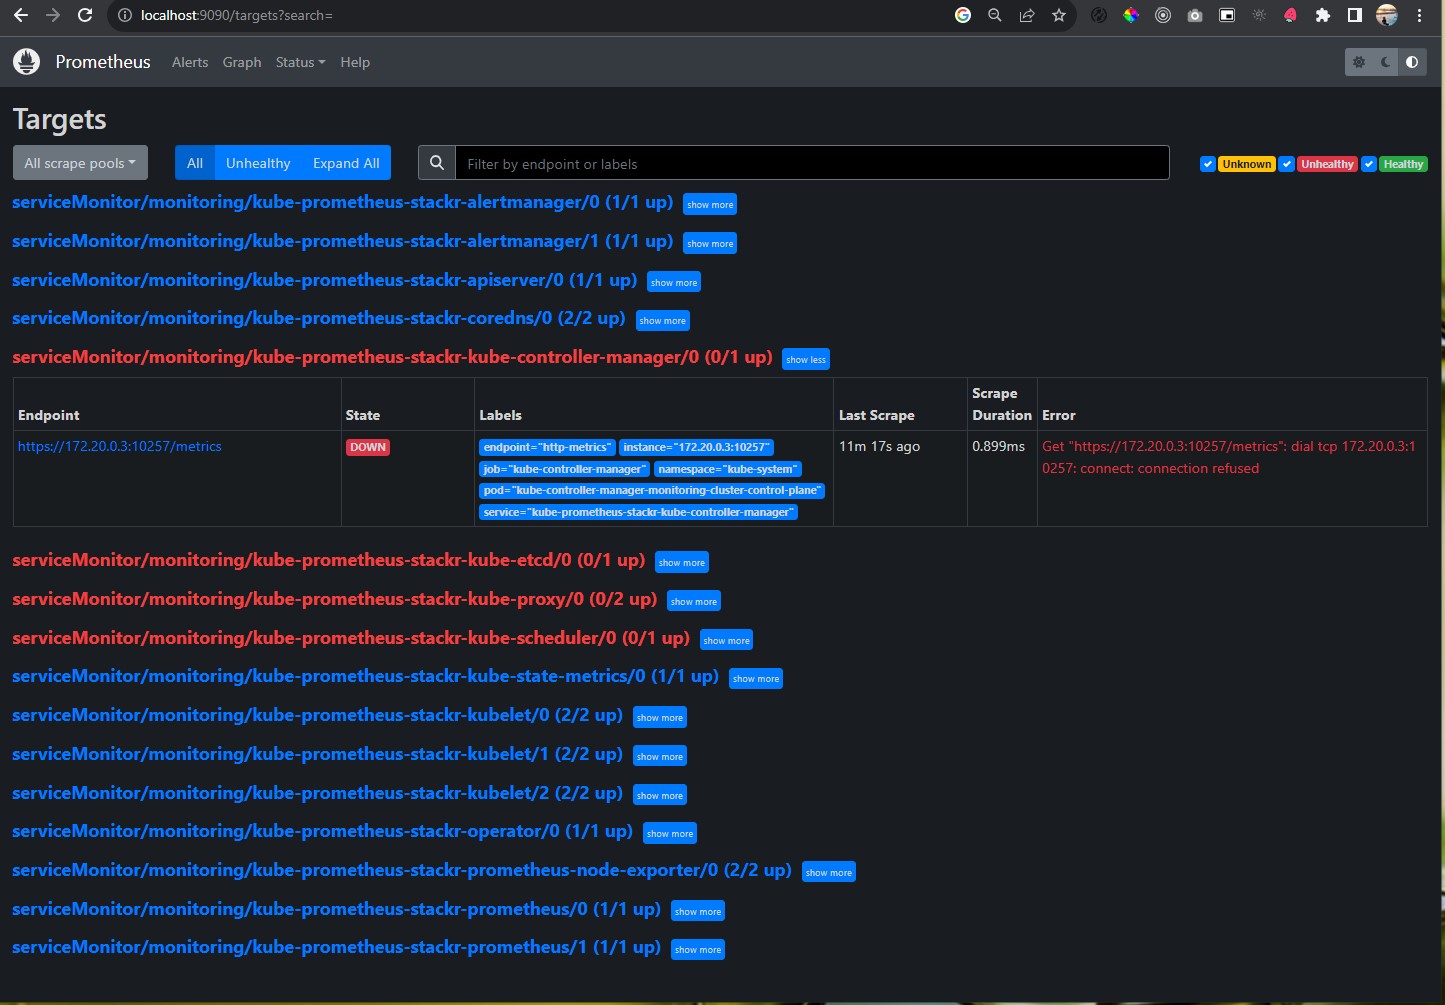 localhost:9090/targets?search=
Prometheus Alerts Graph Status Help
Targets
All scrape pools All Unhealthy Expand All Filter by endpoint or labels Unknown Unhealthy Healthy
serviceMonitor/monitoring/kube-prometheus-stackr-alertmanager/0 (1/1 up) show more
serviceMonitor/monitoring/kube-prometheus-stackr-alertmanager/1 (1/1 up) show more
serviceMonitor/monitoring/kube-prometheus-stackr-apiserver/0 (1/1 up) show more
serviceMonitor/monitoring/kube-prometheus-stackr-coredns/0 (2/2 up) show more
serviceMonitor/monitoring/kube-prometheus-stackr-kube-controller-manager/0 (0/1 up) show less
Endpoint State Labels Last Scrape Scrape Duration Error
https://172.20.0.3:10257/metrics DOWN endpoint="http-metrics" instance="172.20.0.3:10257" 11m 17s ago 0.899ms Get "https://172.20.0.3:10257/metrics": dial tcp 172.20.0.3:1
job="kube-controller-manager" namespace="kube-system" 0257: connect: connection refused
pod="kube-controller-manager-monitoring-cluster-control-plane"
service="kube-prometheus-stackr-kube-controller-manager"
serviceMonitor/monitoring/kube-prometheus-stackr-kube-etcd/0 (0/1 up) show more
serviceMonitor/monitoring/kube-prometheus-stackr-kube-proxy/0 (0/2 up) show more
serviceMonitor/monitoring/kube-prometheus-stackr-kube-scheduler/0 (0/1 up) show more
serviceMonitor/monitoring/kube-prometheus-stackr-kube-state-metrics/0 (1/1 up) show more
serviceMonitor/monitoring/kube-prometheus-stackr-kubelet/0 (2/2 up) show more
serviceMonitor/monitoring/kube-prometheus-stackr-kubelet/1 (2/2 up) show more
serviceMonitor/monitoring/kube-prometheus-stackr-kubelet/2 (2/2 up) show more
serviceMonitor/monitoring/kube-prometheus-stackr-operator/0 (1/1 up) show more
serviceMonitor/monitoring/kube-prometheus-stackr-prometheus-node-exporter/0 (2/2 up) show more
serviceMonitor/monitoring/kube-prometheus-stackr-prometheus/0 (1/1 up) show more
serviceMonitor/monitoring/kube-prometheus-stackr-prometheus/1 (1/1 up) show more